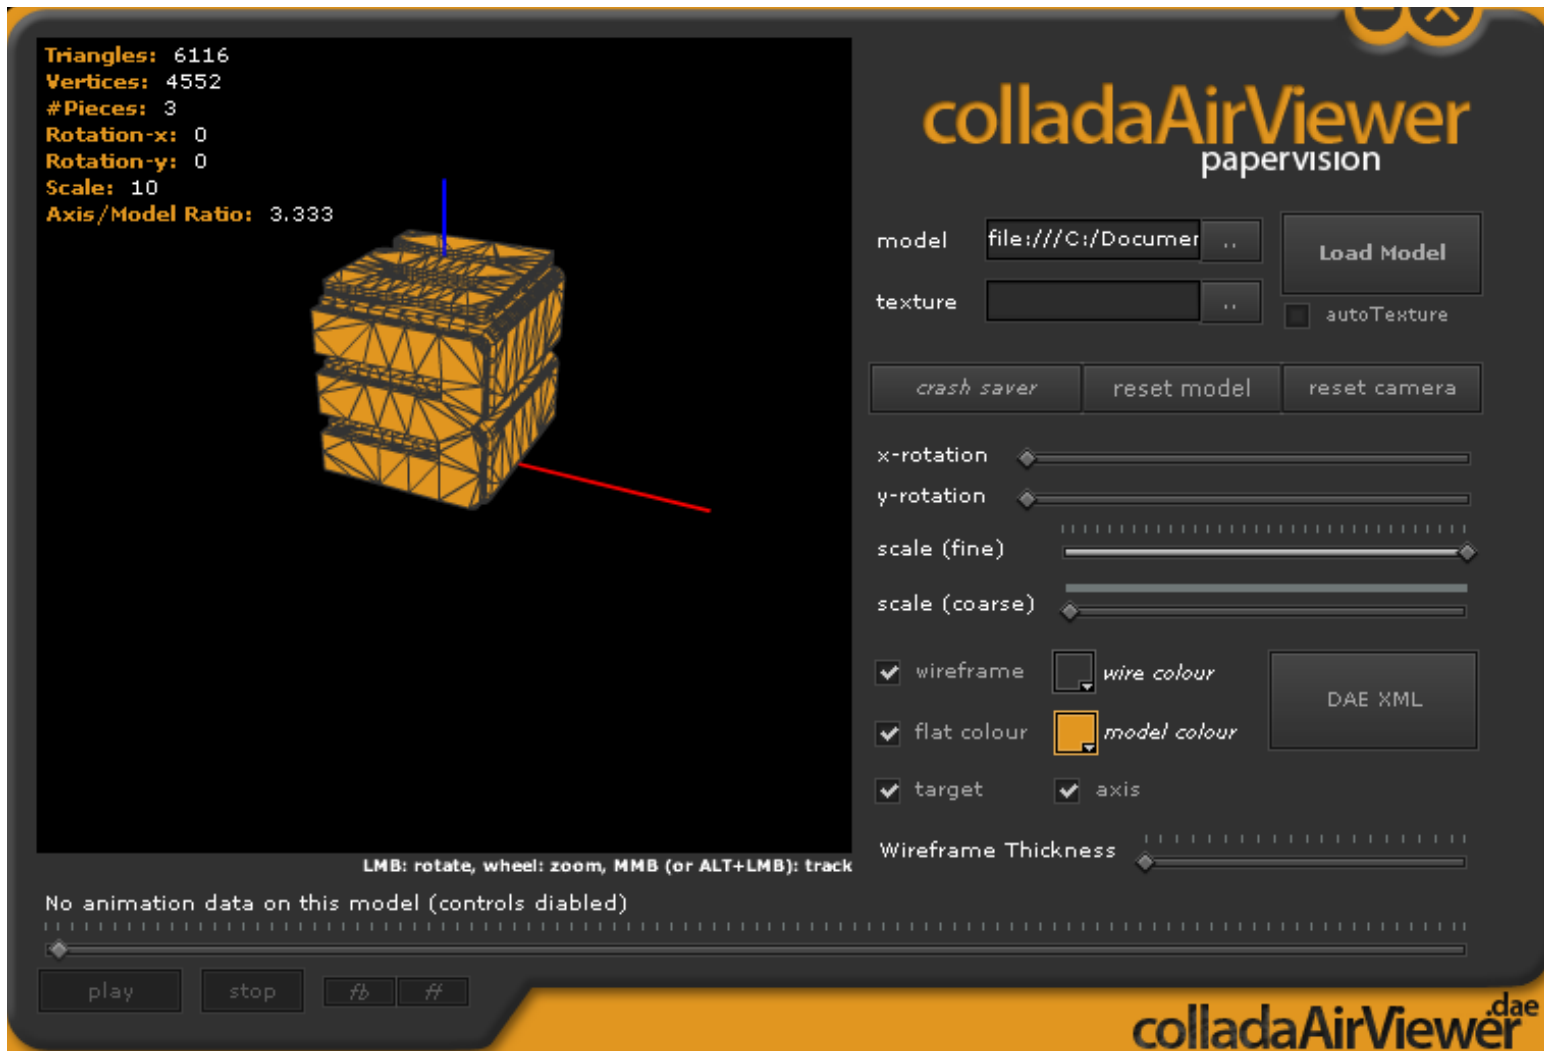 Triangles: 6116
Vertices: 4552
#Pieces: 3
Rotation-x: 0
Rotation-y: 0
Scale: 10
Axis/Model Ratio: 3.333
LMB: rotate, wheel: zoom, MMB (or ALT+LMB): track
colladaAirViewer
papervision
model file:///C:/Documer ..
Load Model
texture ..
autoTexture
crash saver reset model reset camera
x-rotation
y-rotation
scale (fine)
scale (coarse)
wireframe wire colour
DAE XML
flat colour model colour
target axis
Wireframe Thickness
No animation data on this model (controls diabled)
play stop fb ff
colladaAirViewer.dae